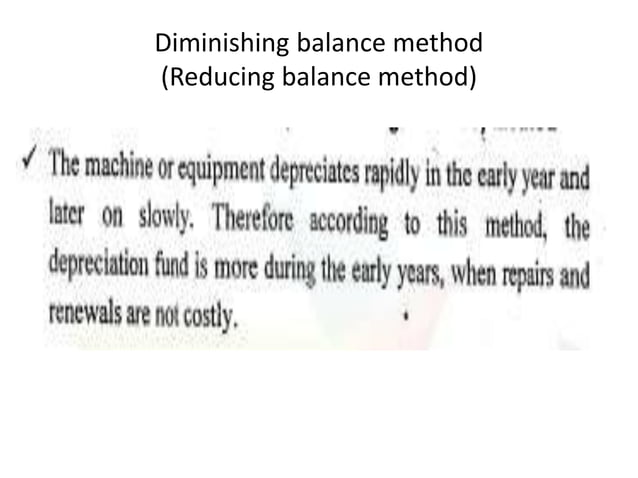 Diminishing balance method
(Reducing balance method)
✓ The machine or equipment depreciates rapidly in the early year and
later on slowly. Therefore according to this method, the
depreciation fund is more during the early years, when repairs and
renewals are not costly.